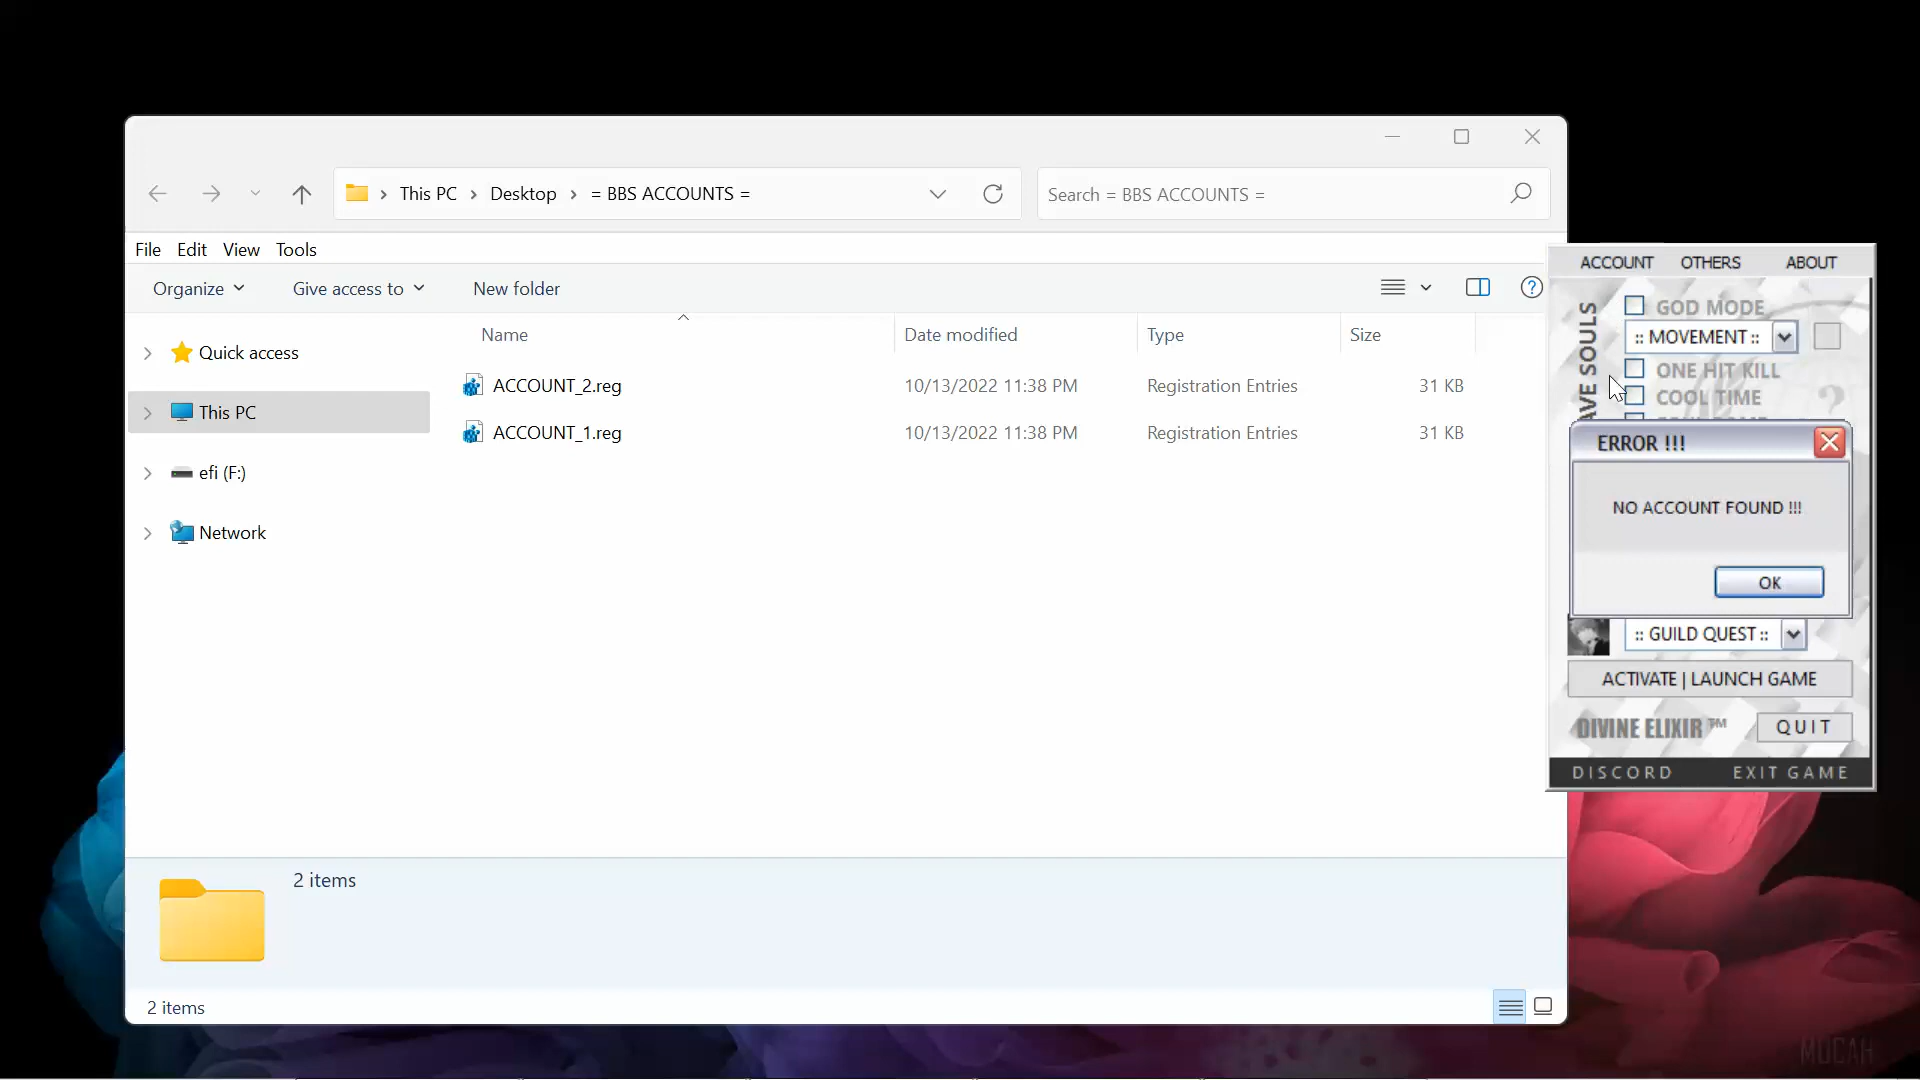 This PC
Desktop
= BBS ACCOUNTS =
Search = BBS ACCOUNTS =
File Edit View Tools
Organize
Give access to
New folder
Name
Date modified
Type
Size
Quick access
This PC
efi (F:)
Network
ACCOUNT_2.reg 10/13/2022 11:38 PM Registration Entries 31 KB
ACCOUNT_1.reg 10/13/2022 11:38 PM Registration Entries 31 KB
2 items
2 items
ACCOUNT OTHERS ABOUT
SOULS
GOD MODE
:: MOVEMENT ::
ONE HIT KILL
COOL TIME
?
ERROR !!!
NO ACCOUNT FOUND !!!
OK
:: GUILD QUEST ::
ACTIVATE | LAUNCH GAME
DIVINE ELIXIR ™
QUIT
DISCORD
EXIT GAME